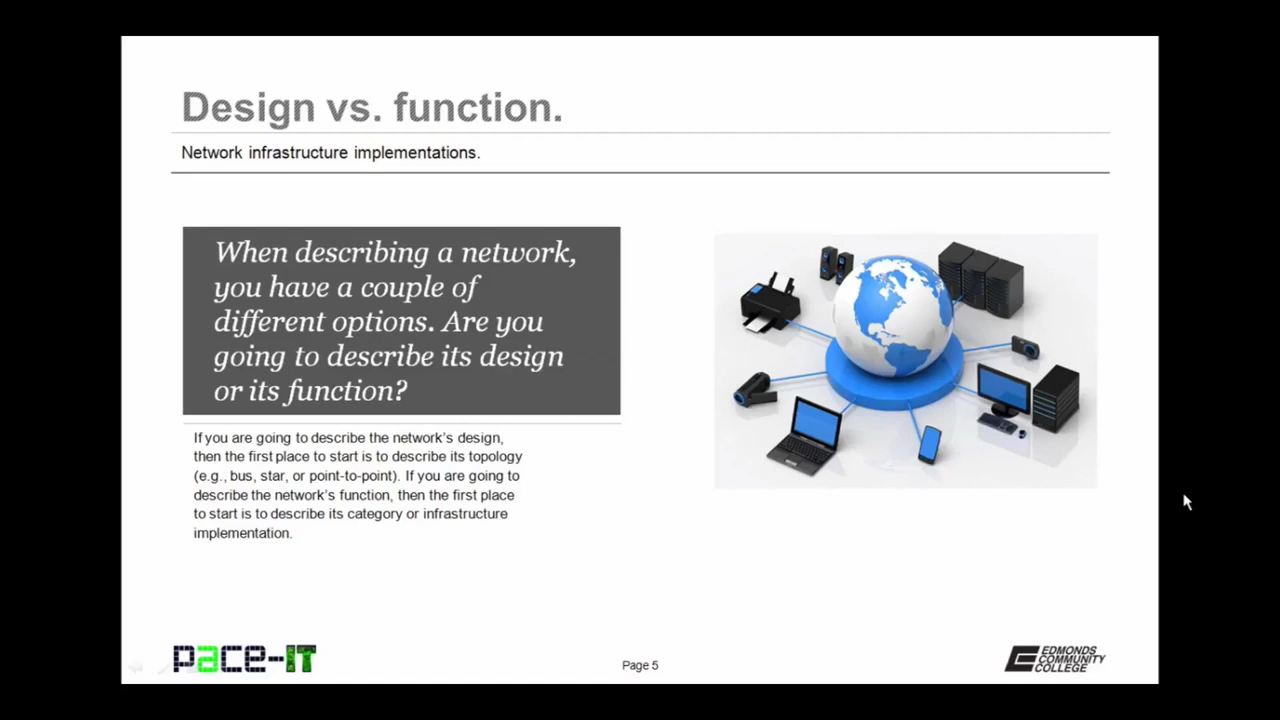 Design vs. function.
Network infrastructure implementations.
When describing a network,
you have a couple of
different options. Are you
going to describe its design
or its function?
If you are going to describe the network's design,
then the first place to start is to describe its topology
(e.g., bus, star, or point-to-point). If you are going to
describe the network's function, then the first place
to start is to describe its category or infrastructure
implementation.
pace-IT
Page 5
EDMONDS
COMMUNITY
COLLEGE